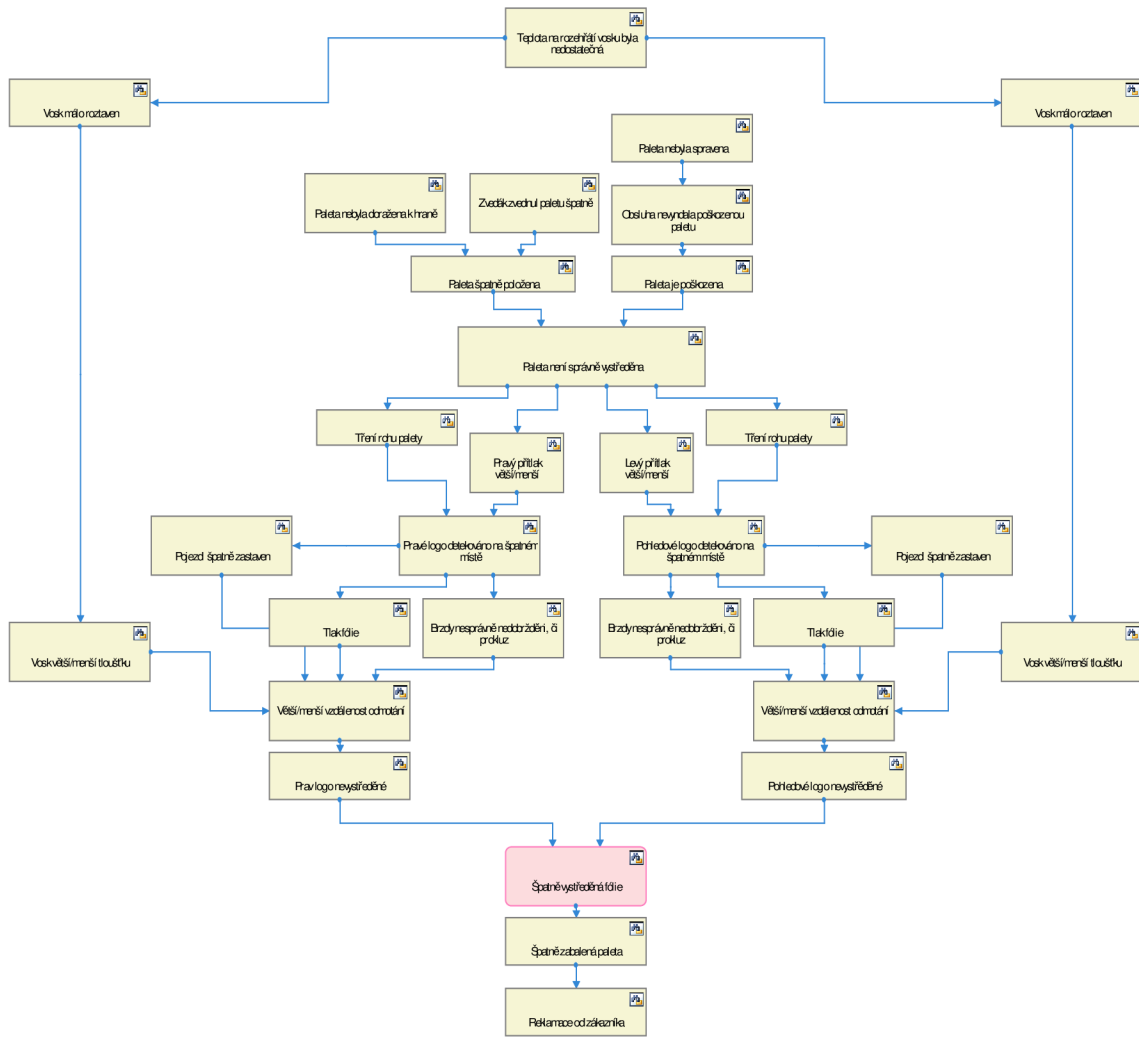 Teplota na rozehřátí vosku byla
nedostatečná
Vosk málo roztaven
Vosk málo roztaven
Paleta nebyla spravena
Paleta nebyla doražena k hraně
Zvedák zvednul paletu špatně
Obsluha nevyndala poškozenou
paletu
Paleta špatně položena
Paleta je poškozena
Paleta není správně vystředěna
Tření rohu palety
Tření rohu palety
Pravý přítlak
větší/menší
Levý přítlak
větší/menší
Pravé logo detekováno na špatném
místě
Pohledové logo detekováno na
špatném místě
Pojezd špatně zastaven
Pojezd špatně zastaven
Tlak fólie
Brzdy nesprávně nedobrždění, či
prokluz
Brzdy nesprávně nedobrždění, či
prokluz
Tlak fólie
Vosk větší/menší tloušťku
Vosk větší/menší tloušťku
Větší/menší vzdálenost odmotání
Větší/menší vzdálenost odmotání
Prav logo nevystředěné
Pohledové logo nevystřěděné
Špatně vystředěná fólie
Špatně zabalená paleta
Reklamace od zákazníka